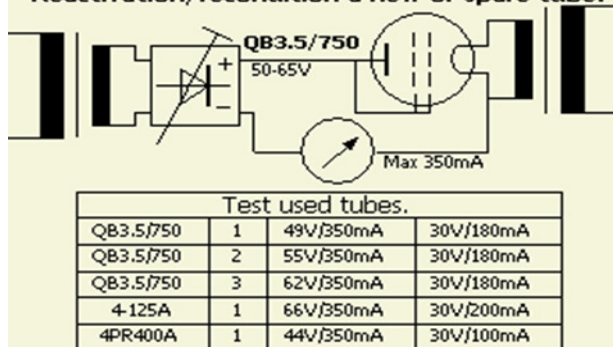 QB3.5/750
+
50-65V
−
Max 350mA
Test used tubes.
QB3.5/750 1 49V/350mA 30V/180mA
QB3.5/750 2 55V/350mA 30V/180mA
QB3.5/750 3 62V/350mA 30V/180mA
4-125A 1 66V/350mA 30V/200mA
4PR400A 1 44V/350mA 30V/100mA